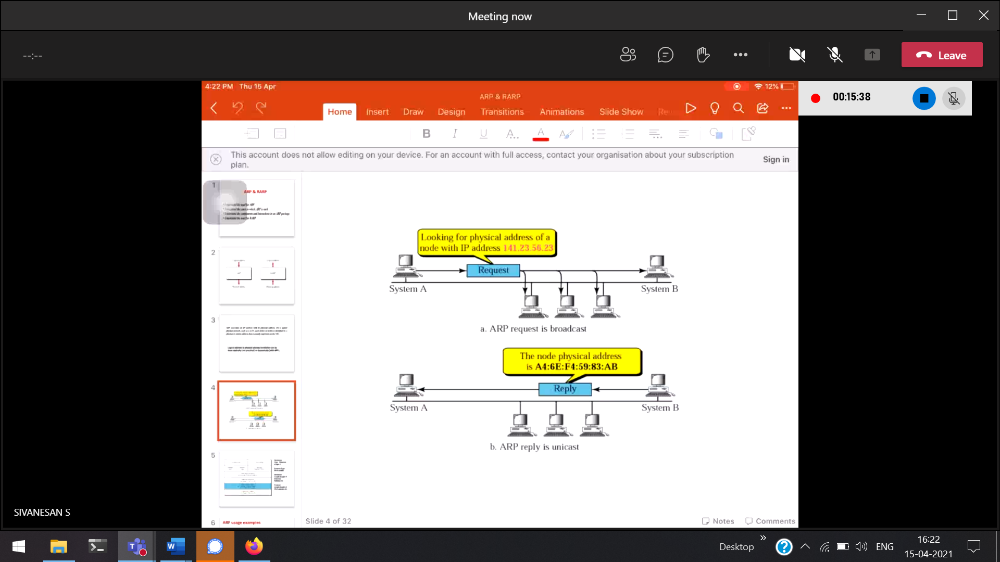 Meeting now
--:--
Leave
4:22 PM Thu 15 Apr
12%
ARP & RARP
Home Insert Draw Design Transitions Animations Slide Show Re
00:15:38
B I U A.. A
This account does not allow editing on your device. For an account with full access, contact your organisation about your subscription
plan.
Sign in
1
ARP & RARP
2
3
4
5
6 ARP usage examples
Looking for physical address of a
node with IP address 141.23.56.23
Request
System A
System B
a. ARP request is broadcast
The node physical address
is A4:6E:F4:59:83:AB
Reply
System A
System B
b. ARP reply is unicast
SIVANESAN S
Slide 4 of 32
Notes
Comments
Desktop
ENG
16:22
15-04-2021